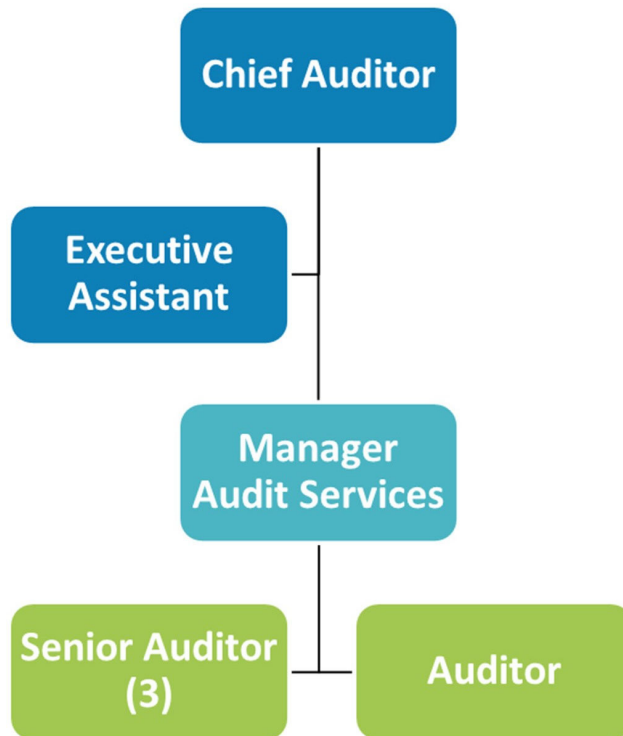 Chief Auditor
Executive
Assistant
Manager
Audit Services
Senior Auditor
(3)
Auditor